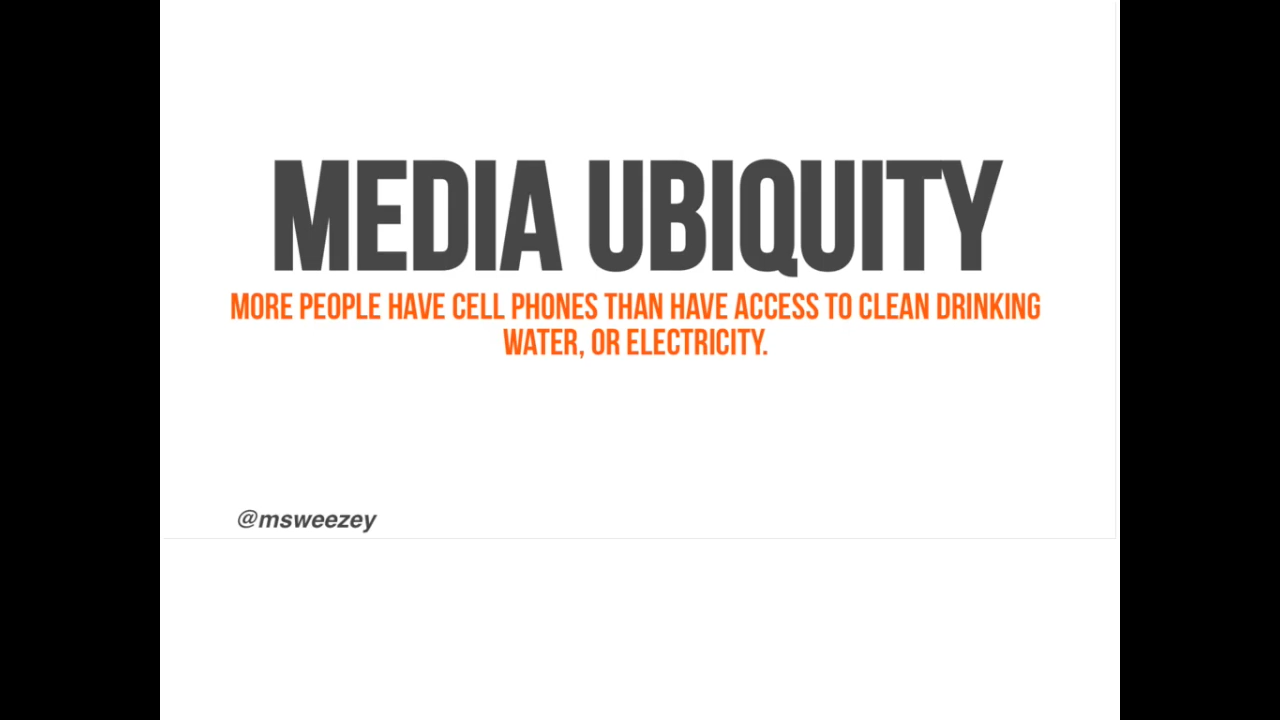 MEDIA UBIQUITY
MORE PEOPLE HAVE CELL PHONES THAN HAVE ACCESS TO CLEAN DRINKING
WATER, OR ELECTRICITY.
@msweezey